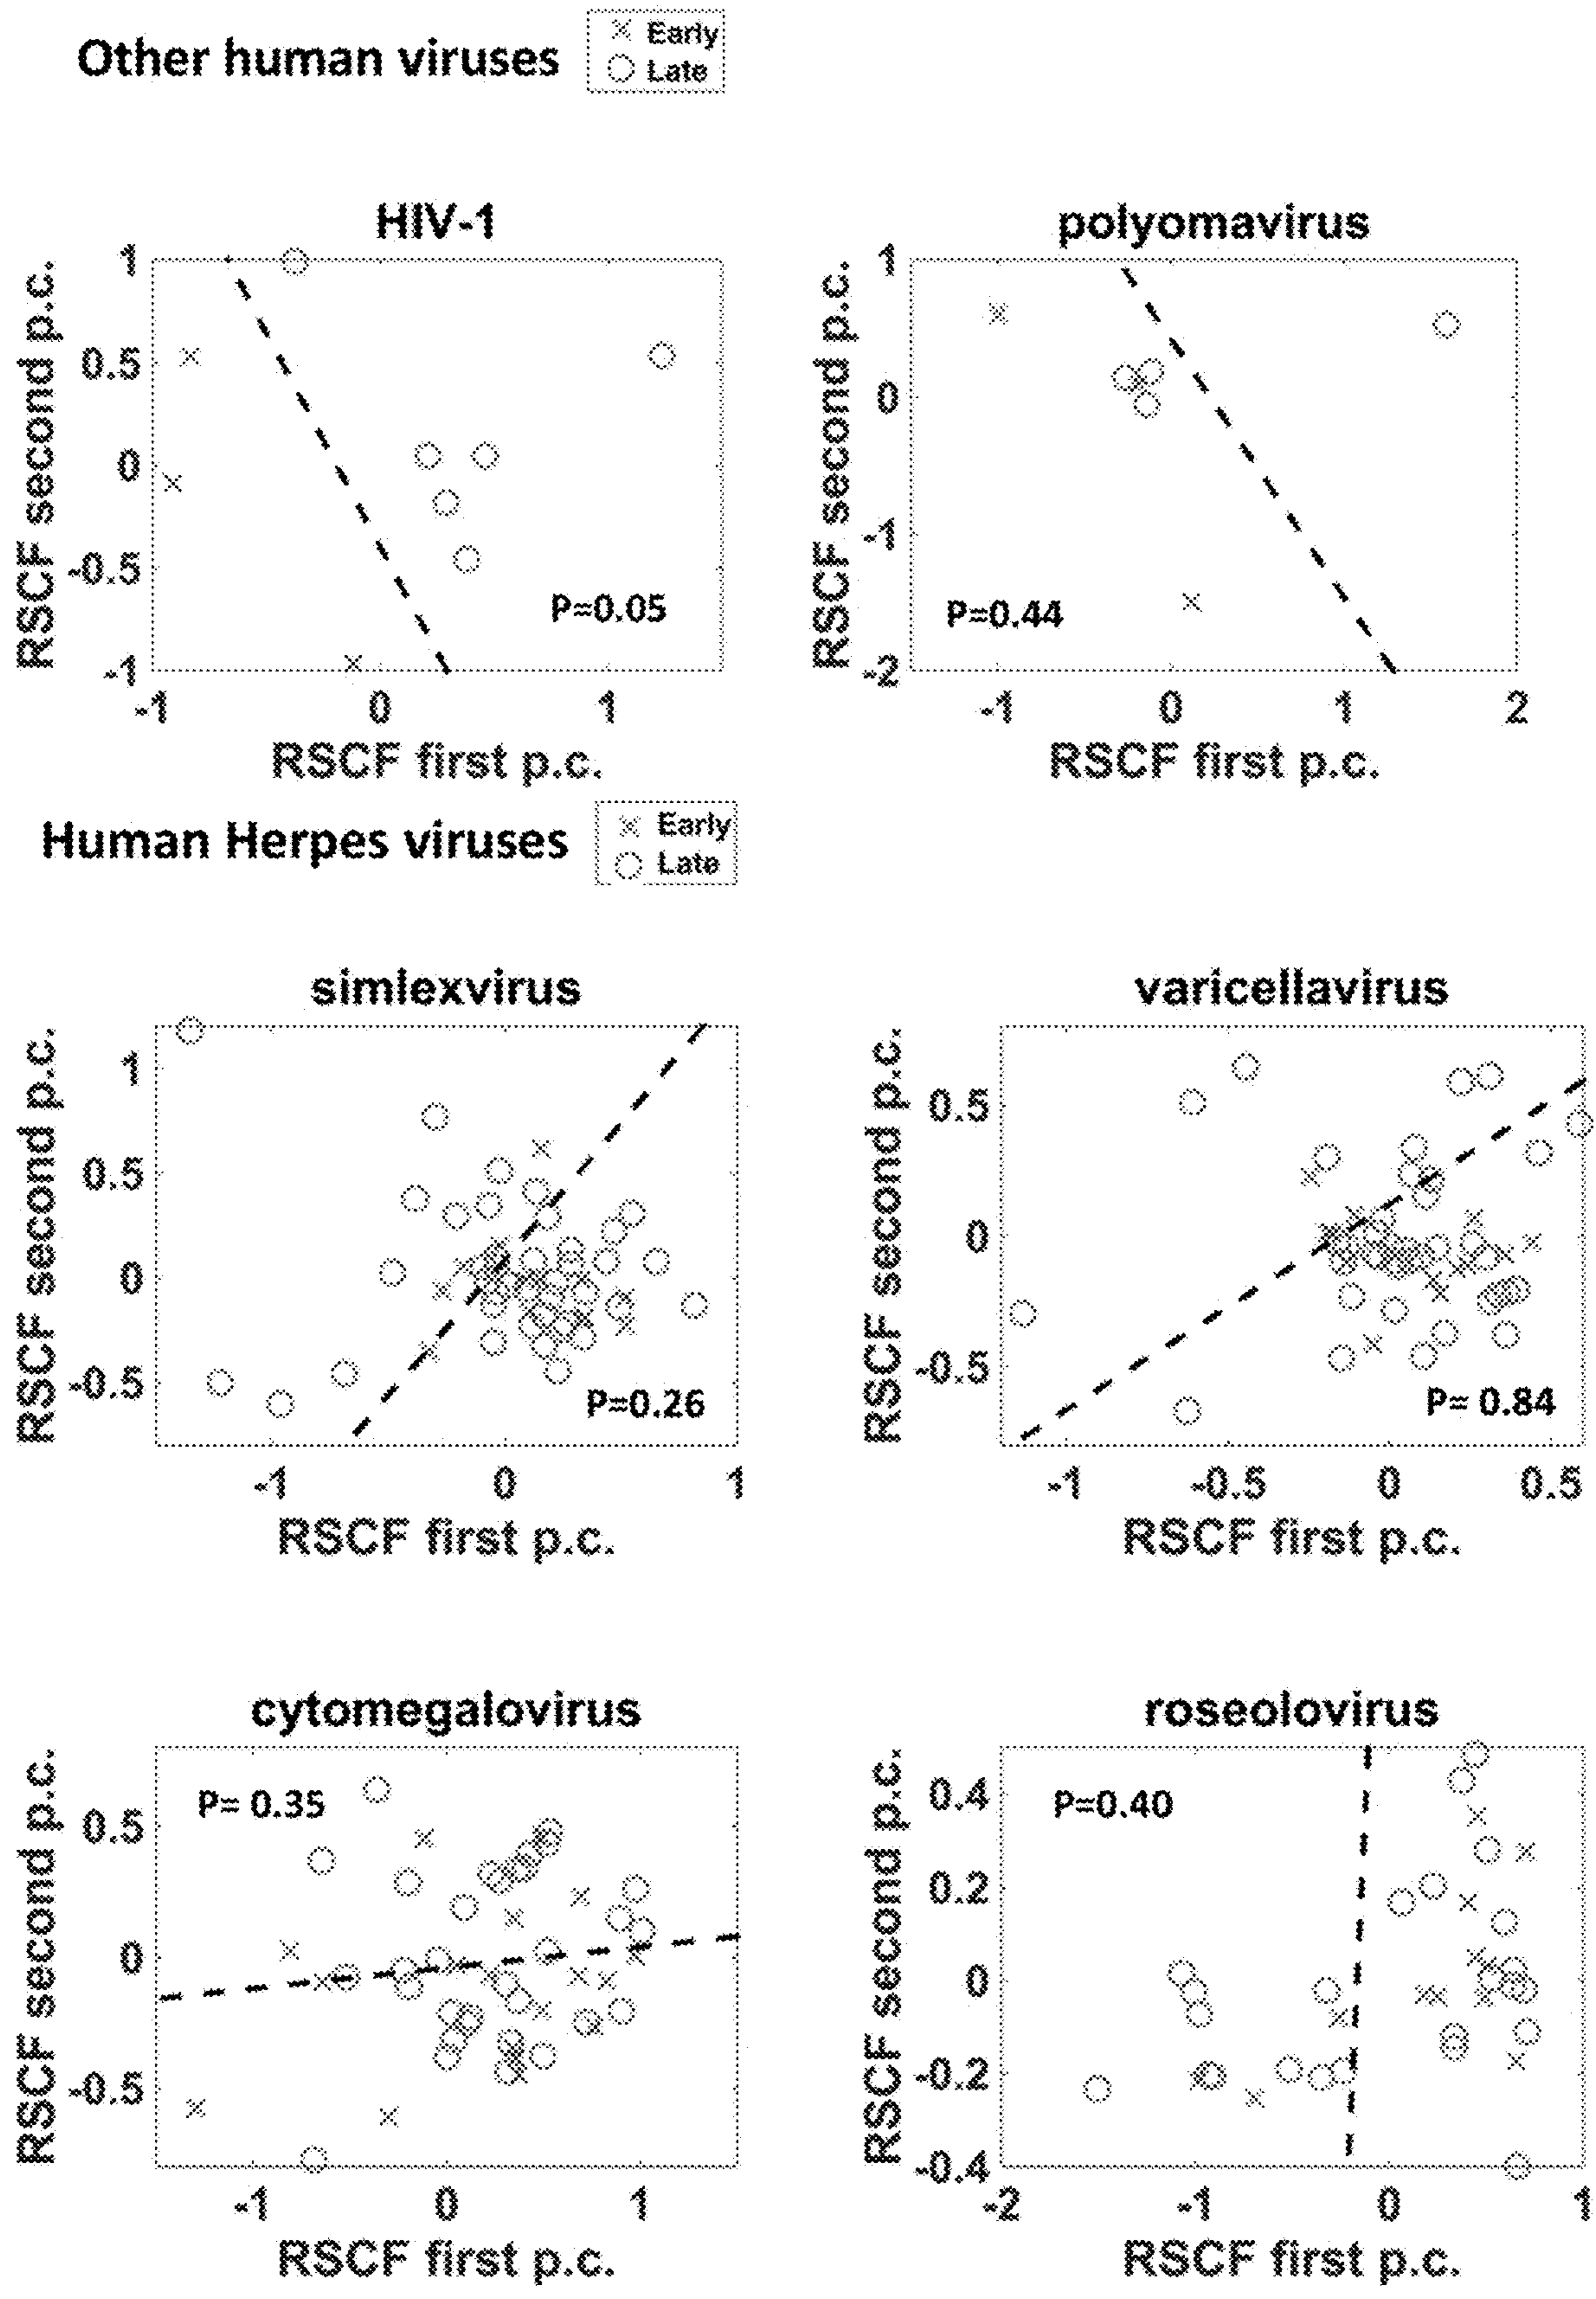 Other human viruses
Early
Late
HIV-1
RSCF second p.c.
1
0.5
0
-0.5
-1
P=0.05
-1 0 1
RSCF first p.c.
polyomavirus
RSCF second p.c.
1
0
-1
-2
P=0.44
-1 0 1 2
RSCF first p.c.
Human Herpes viruses
Early
Late
simlexvirus
RSCF second p.c.
1
0.5
0
-0.5
P=0.26
-1 0 1
RSCF first p.c.
varicellavirus
RSCF second p.c.
0.5
0
-0.5
P= 0.84
-1 -0.5 0 0.5
RSCF first p.c.
cytomegalovirus
RSCF second p.c.
P= 0.35
0.5
0
-0.5
-1 0 1
RSCF first p.c.
roseolovirus
RSCF second p.c.
P=0.40
0.4
0.2
0
-0.2
-0.4
-2 -1 0 1
RSCF first p.c.